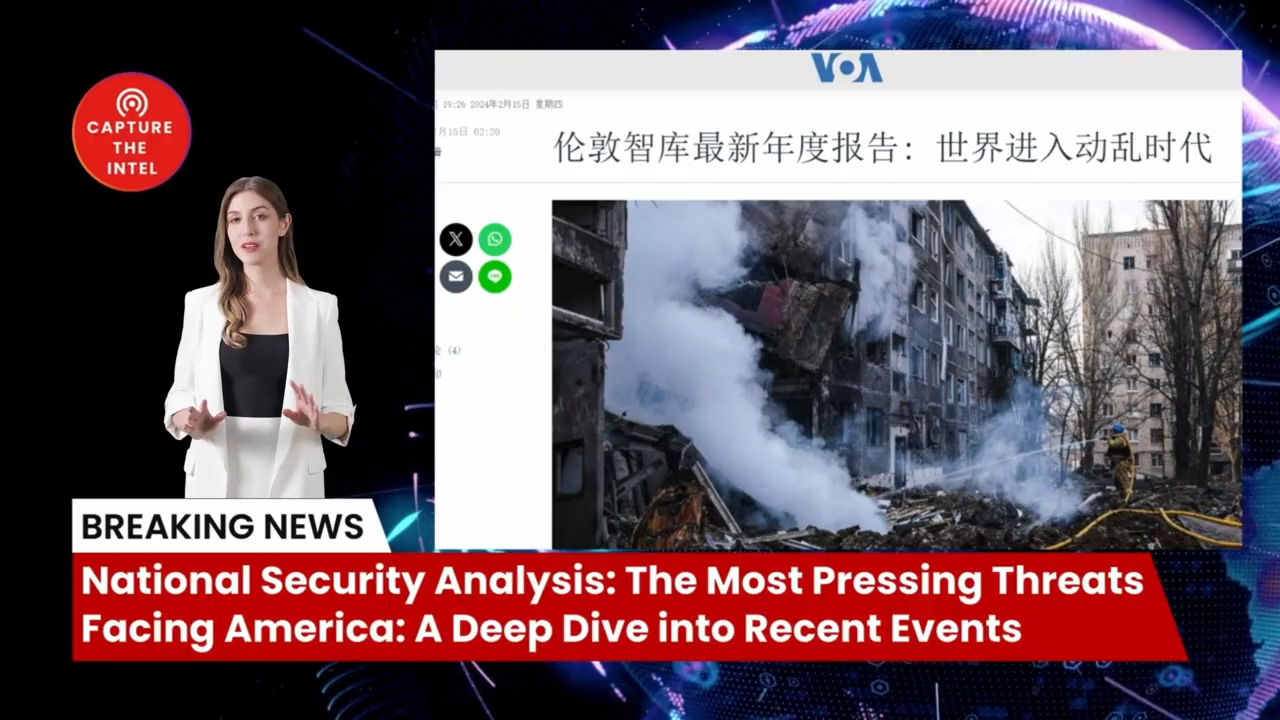 CAPTURE
THE
INTEL
VOA
19:26 2024年2月15日 星期四
月15日 02:20
伦敦智库最新年度报告：世界进入动乱时代
(4)
BREAKING NEWS
National Security Analysis: The Most Pressing Threats
Facing America: A Deep Dive into Recent Events